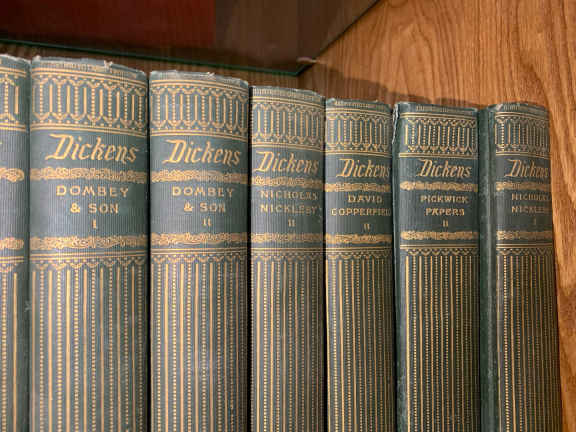 Dickens
DOMBEY
& SON
I
Dickens
DOMBEY
& SON
II
Dickens
NICHOLAS
NICKLEBY
II
Dickens
DAVID
COPPERFIELD
II
Dickens
PICKWICK
PAPERS
II
Dickens
NICHOLAS
NICKLEBY
I